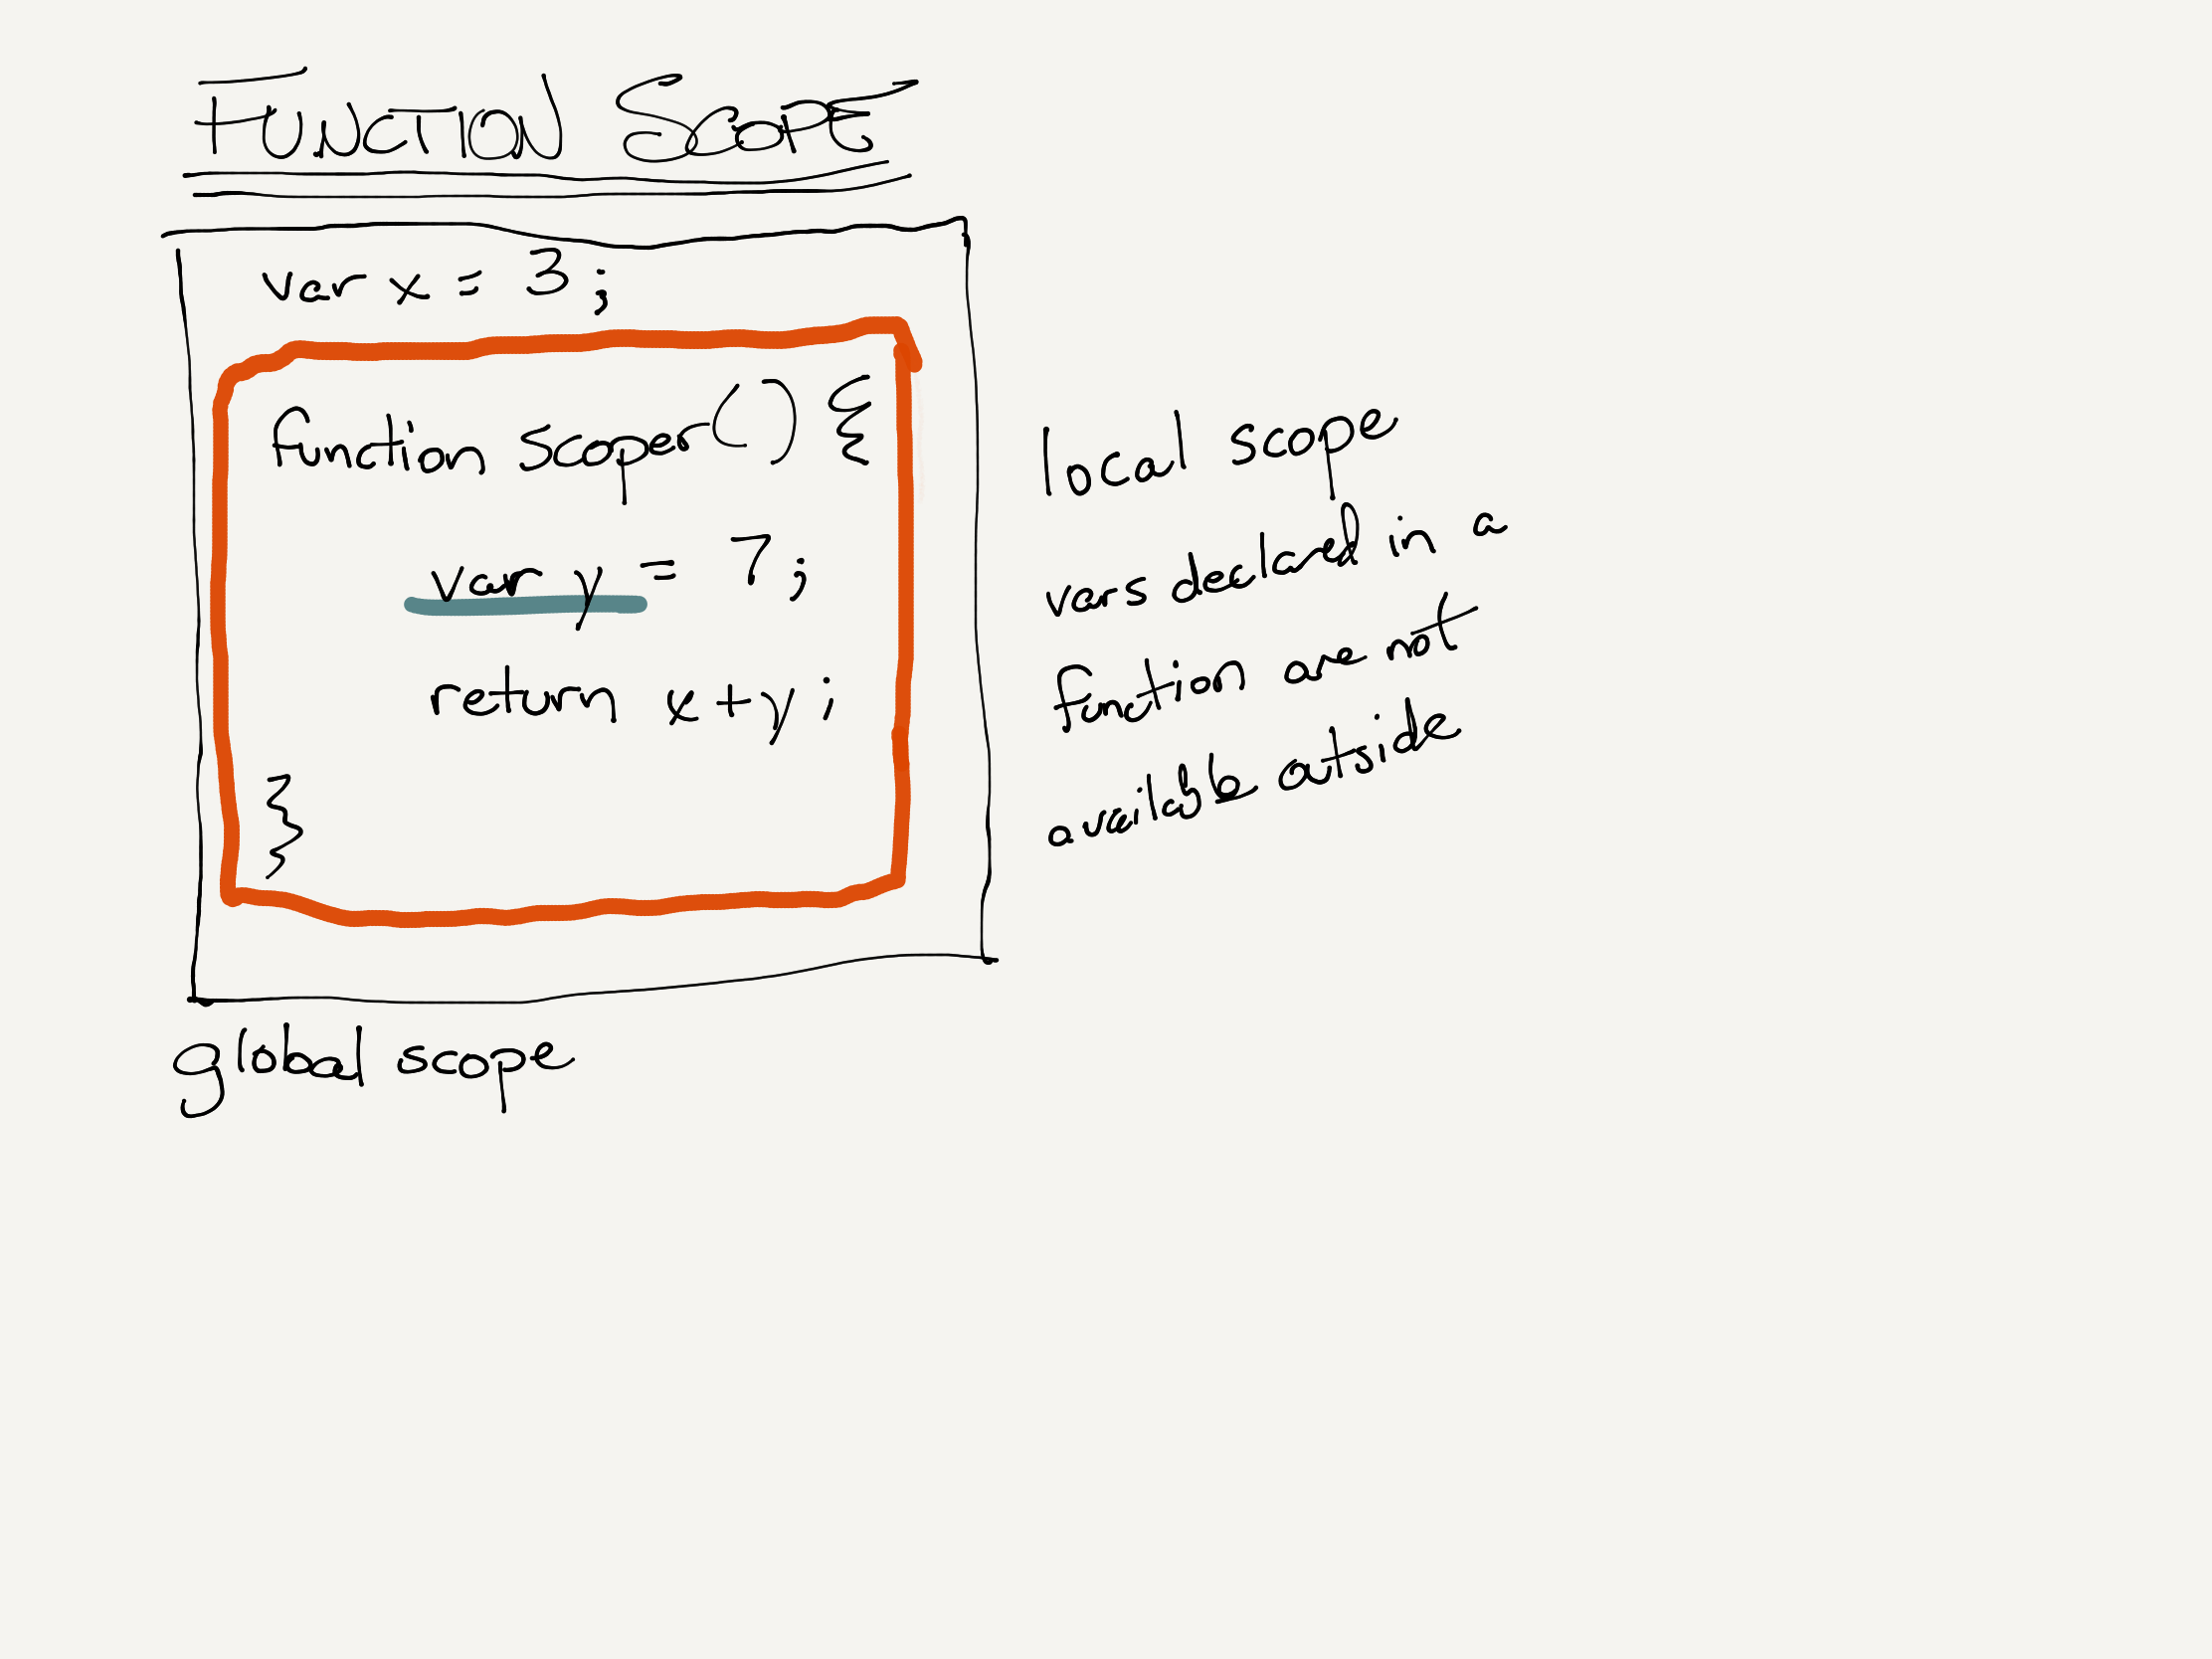 FUNCTION SCOPE
var x = 3;
function scoper() {
var y = 7;
return x + y;
}
local scope
vars declared in a
function are not
available outside
global scope